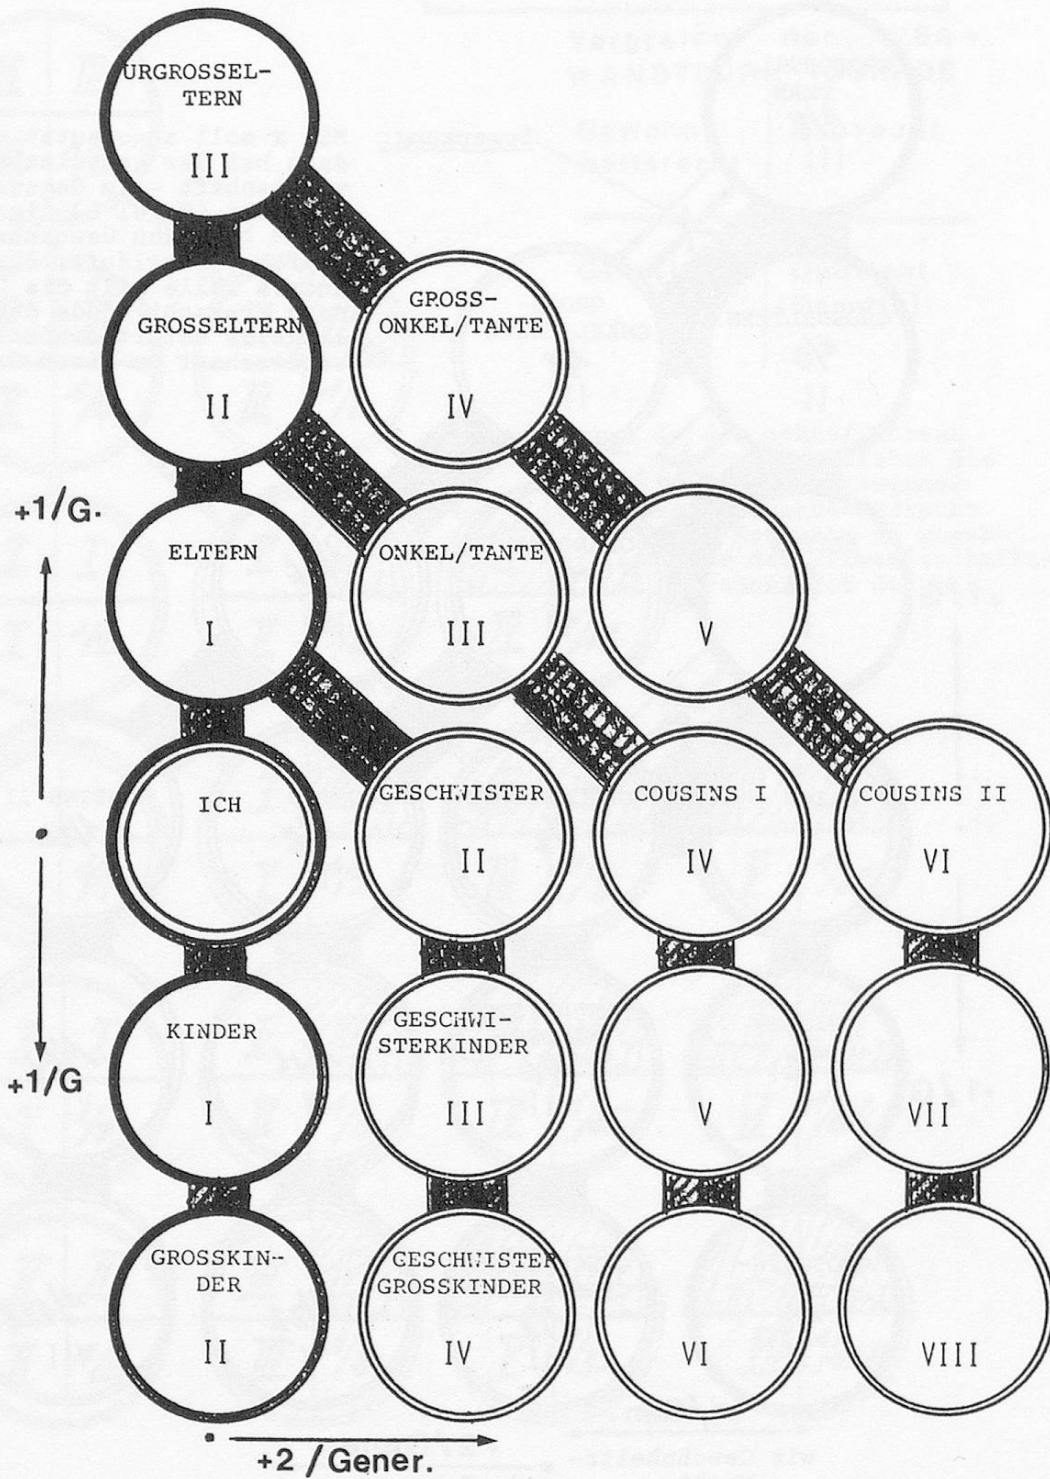 URGROSSEL-
TERN
III
GROSSELTERN
II
GROSS-
ONKEL/TANTE
IV
+1/G.
ELTERN
I
ONKEL/TANTE
III
V
ICH
GESCHWISTER
II
COUSINS I
IV
COUSINS II
VI
+1/G
KINDER
I
GESCHWI-
STERKINDER
III
V
VII
GROSSKIN-
DER
II
GESCHWISTER
GROSSKINDER
IV
VI
VIII
+2 /Gener.